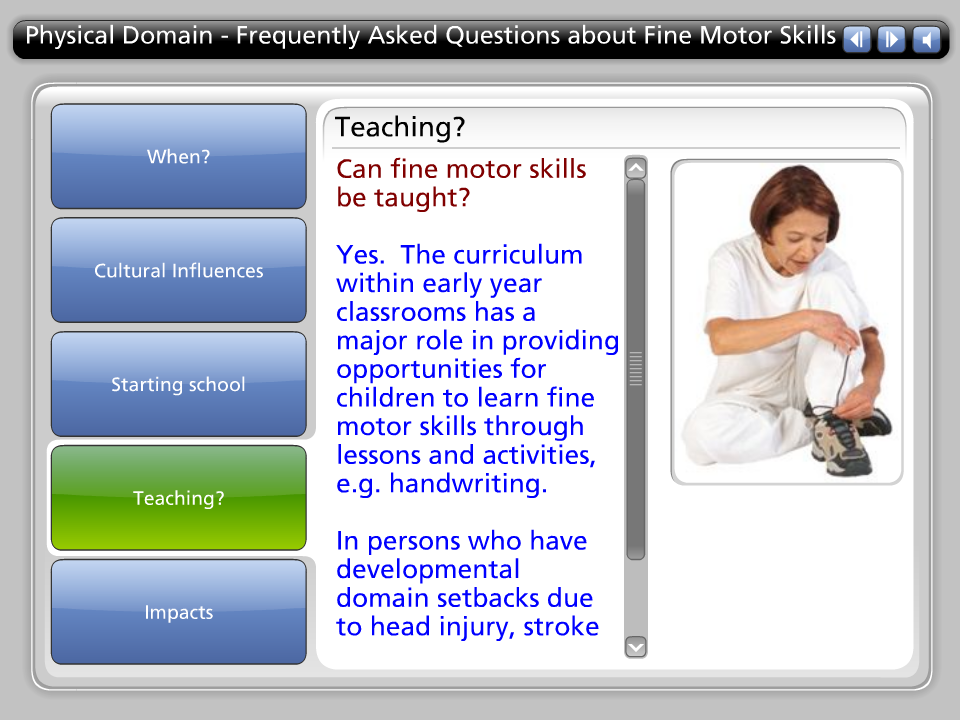 Physical Domain - Frequently Asked Questions about Fine Motor Skills
When?
Cultural Influences
Starting school
Teaching?
Impacts
Teaching?
Can fine motor skills
be taught?
Yes. The curriculum
within early year
classrooms has a
major role in providing
opportunities for
children to learn fine
motor skills through
lessons and activities,
e.g. handwriting.
In persons who have
developmental
domain setbacks due
to head injury, stroke